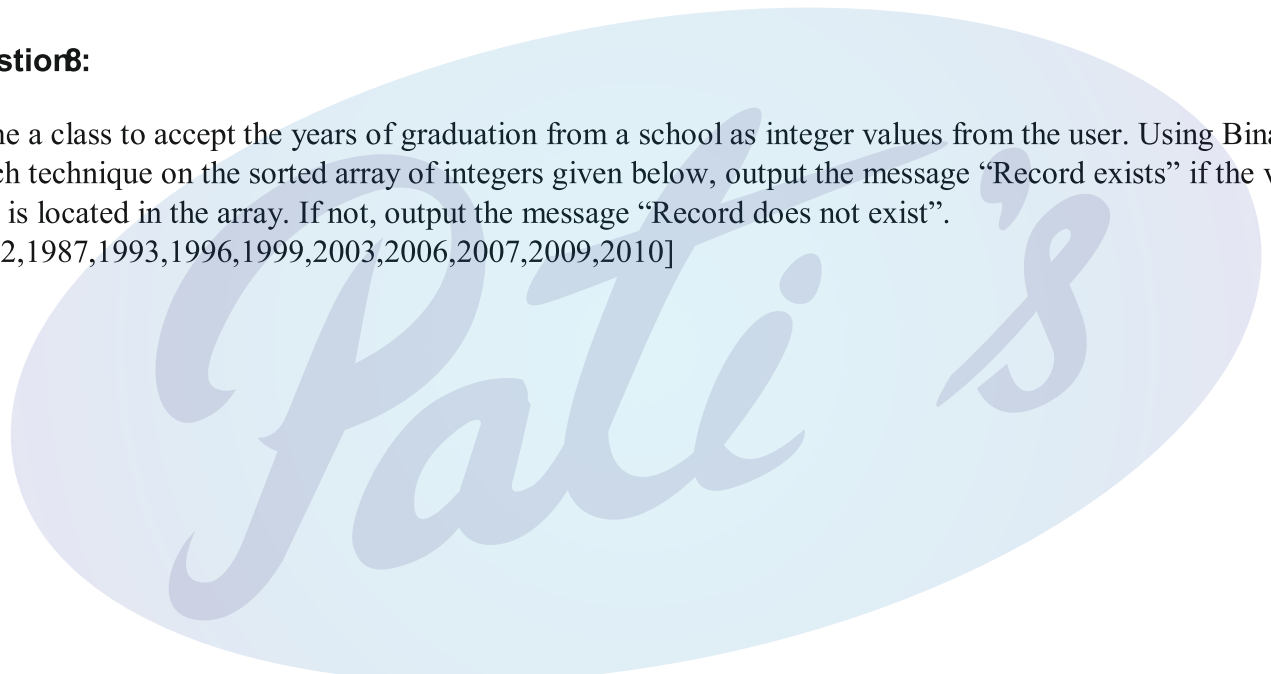 stion8:
ne a class to accept the years of graduation from a school as integer values from the user. Using Bina
ch technique on the sorted array of integers given below, output the message “Record exists” if the v
is located in the array. If not, output the message “Record does not exist”.
2,1987,1993,1996,1999,2003,2006,2007,2009,2010]
Pati's